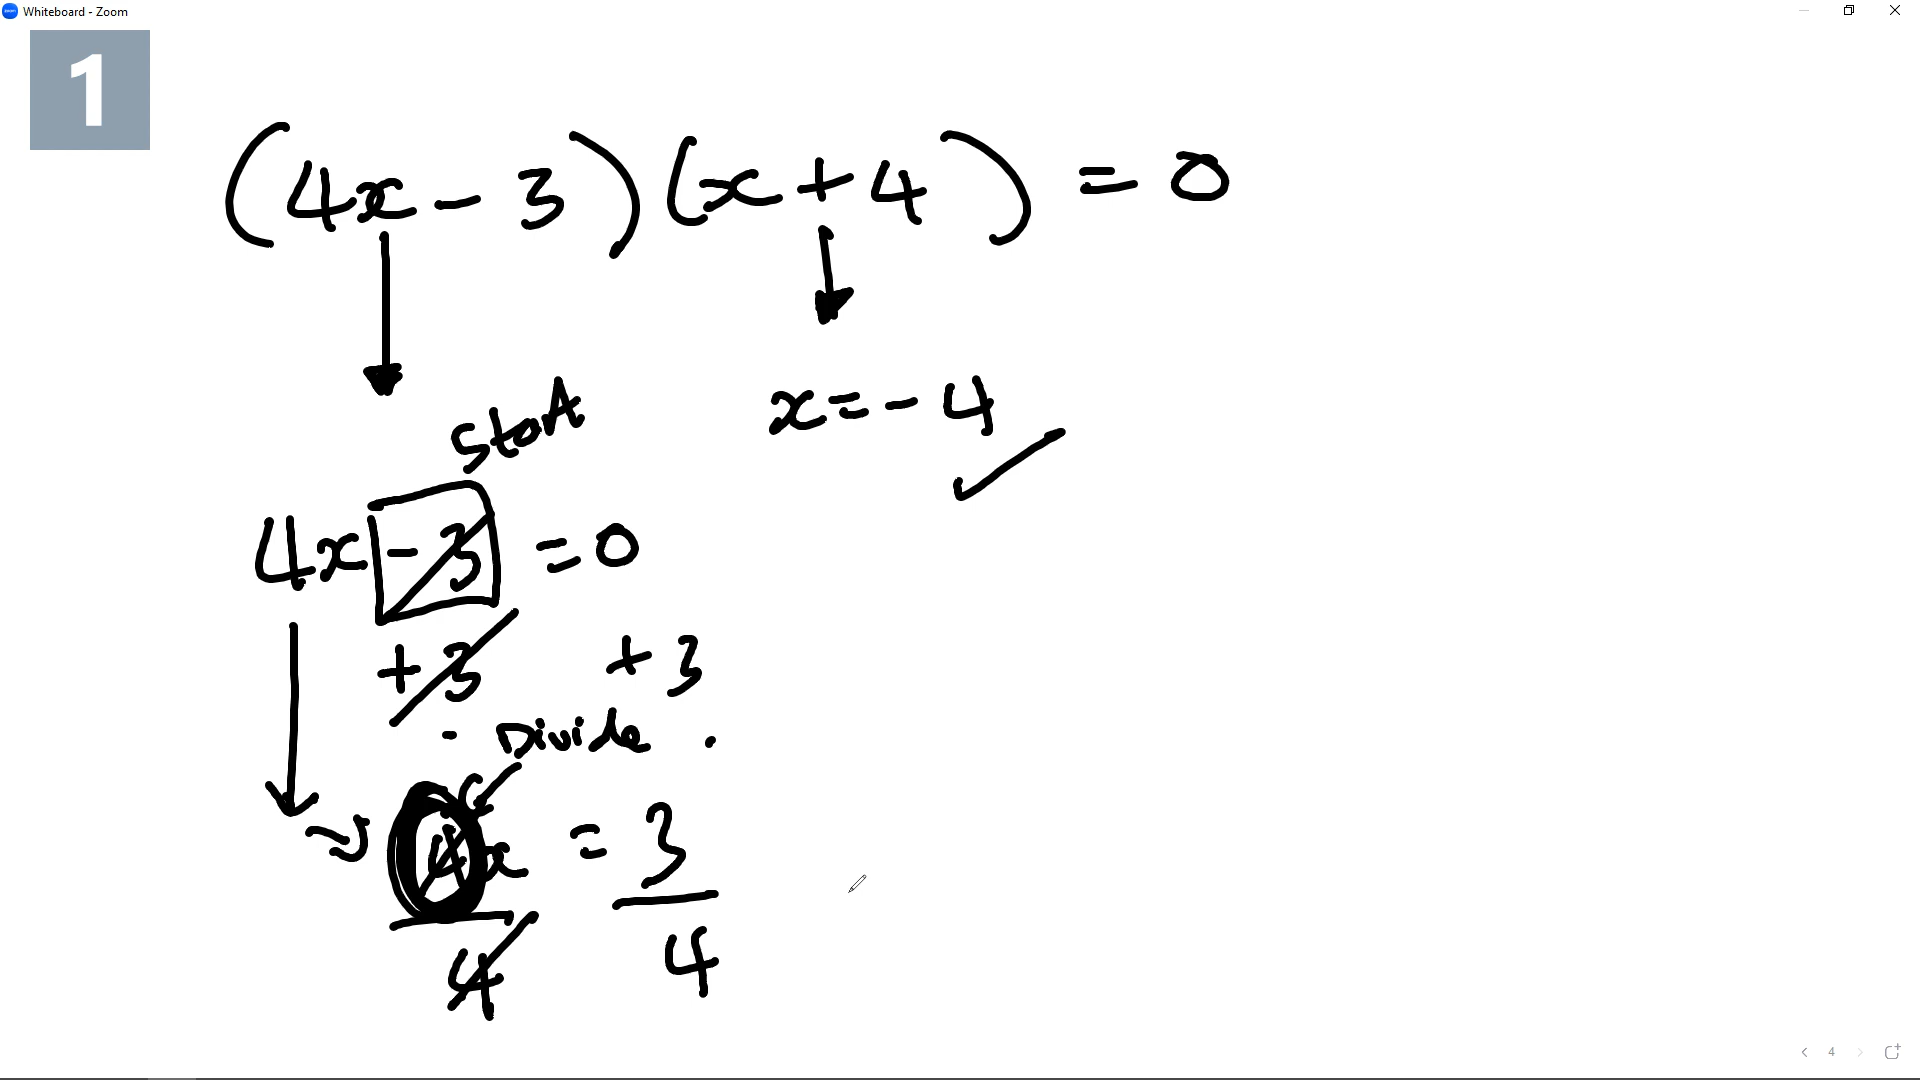 Whiteboard - Zoom
1
(4x - 3)(x + 4) = 0
x = - 4
start
4x - 3 = 0
+ 3 + 3
- Divide .
4x = 3
4 4
4